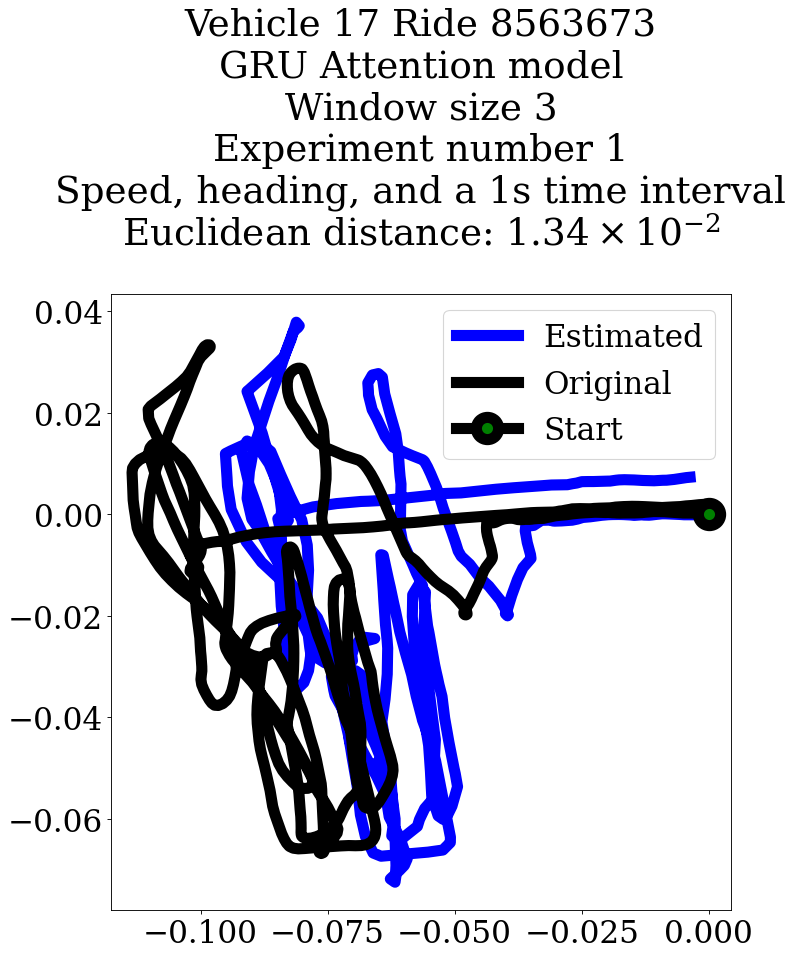 Vehicle 17 Ride 8563673
GRU Attention model
Window size 3
Experiment number 1
Speed, heading, and a 1s time interval
Euclidean distance: 1.34 × 10⁻²
Estimated
Original
Start
0.04
0.02
0.00
−0.02
−0.04
−0.06
−0.100 −0.075 −0.050 −0.025 0.000